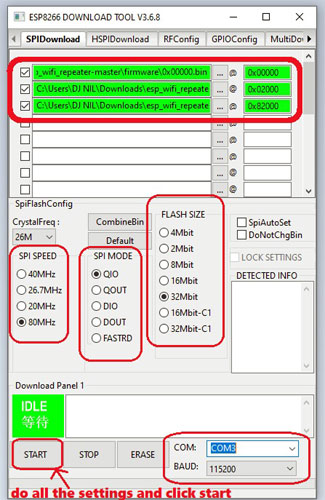 ESP8266 DOWNLOAD TOOL V3.6.8
SPIDownload HSPIDownload RFConfig GPIOConfig MultiDow
ɔ_wifi_repeater-master\firmware\0x00000.bin ... @ 0x00000
C:\Users\DJ NIL\Downloads\esp_wifi_repeate ... @ 0x02000
C:\Users\DJ NIL\Downloads\esp_wifi_repeate ... @ 0x82000
... @
... @
... @
... @
SpiFlashConfig
CrystalFreq :
26M
CombineBin
Default
SPI SPEED
40MHz
26.7MHz
20MHz
80MHz
SPI MODE
QIO
QOUT
DIO
DOUT
FASTRD
FLASH SIZE
4Mbit
2Mbit
8Mbit
16Mbit
32Mbit
16Mbit-C1
32Mbit-C1
SpiAutoSet
DoNotChgBin
LOCK SETTINGS
DETECTED INFO
Download Panel 1
IDLE
等待
START STOP ERASE
COM: COM3
BAUD: 115200
do all the settings and click start